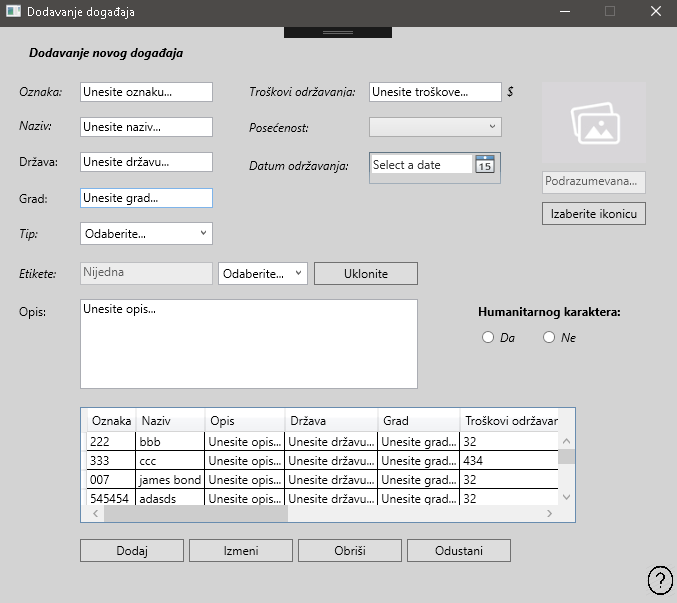 Dodavanje događaja
Dodavanje novog događaja
Oznaka: Unesite oznaku... Troškovi održavanja: Unesite troškove... $
Naziv: Unesite naziv... Posećenost:
Država: Unesite državu... Datum održavanja: Select a date 15
Podrazumevana...
Grad: Unesite grad...
Izaberite ikonicu
Tip: Odaberite...
Etikete: Nijedna Odaberite... Uklonite
Opis: Unesite opis... Humanitarnog karaktera:
Da Ne
Oznaka Naziv Opis Država Grad Troškovi održavar
222 bbb Unesite opis... Unesite državu... Unesite grad... 32
333 ccc Unesite opis... Unesite državu... Unesite grad... 434
007 james bond Unesite opis... Unesite državu... Unesite grad... 32
545454 adasds Unesite opis... Unesite državu... Unesite grad... 32
Dodaj Izmeni Obriši Odustani
?